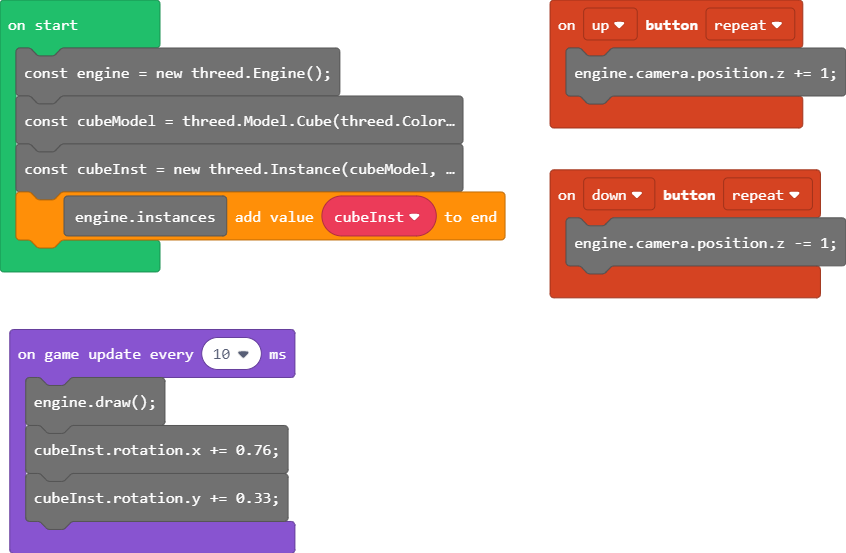 on start
const engine = new threed.Engine();
const cubeModel = threed.Model.Cube(threed.Color…
const cubeInst = new threed.Instance(cubeModel, …
engine.instances add value cubeInst to end
on up button repeat
engine.camera.position.z += 1;
on down button repeat
engine.camera.position.z -= 1;
on game update every 10 ms
engine.draw();
cubeInst.rotation.x += 0.76;
cubeInst.rotation.y += 0.33;